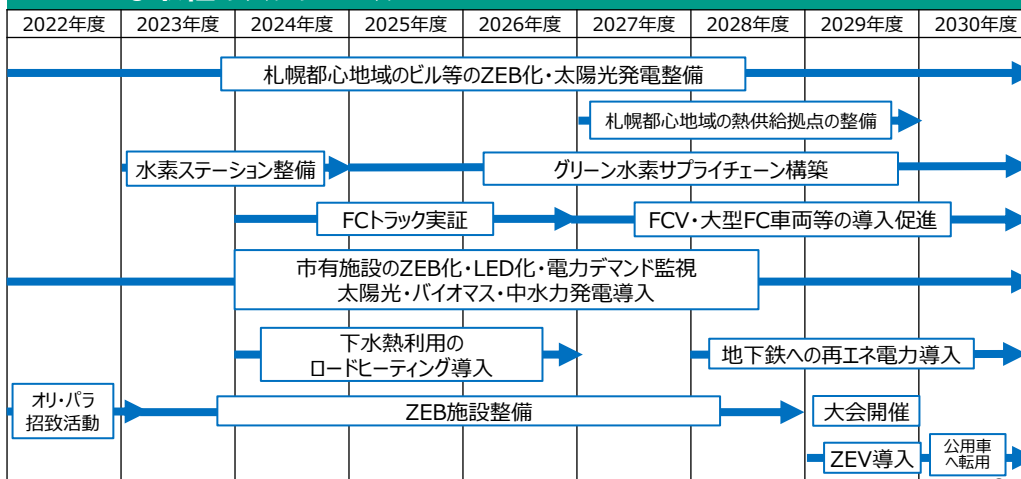 2022年度 2023年度 2024年度 2025年度 2026年度 2027年度 2028年度 2029年度 2030年度
札幌都心地域のビル等のZEB化・太陽光発電整備
札幌都心地域の熱供給拠点の整備
水素ステーション整備
グリーン水素サプライチェーン構築
FCトラック実証
FCV・大型FC車両等の導入促進
市有施設のZEB化・LED化・電力デマンド監視
太陽光・バイオマス・中水力発電導入
下水熱利用の
ロードヒーティング導入
地下鉄への再エネ電力導入
オリ・パラ
招致活動
ZEB施設整備
大会開催
ZEV導入
公用車
へ転用